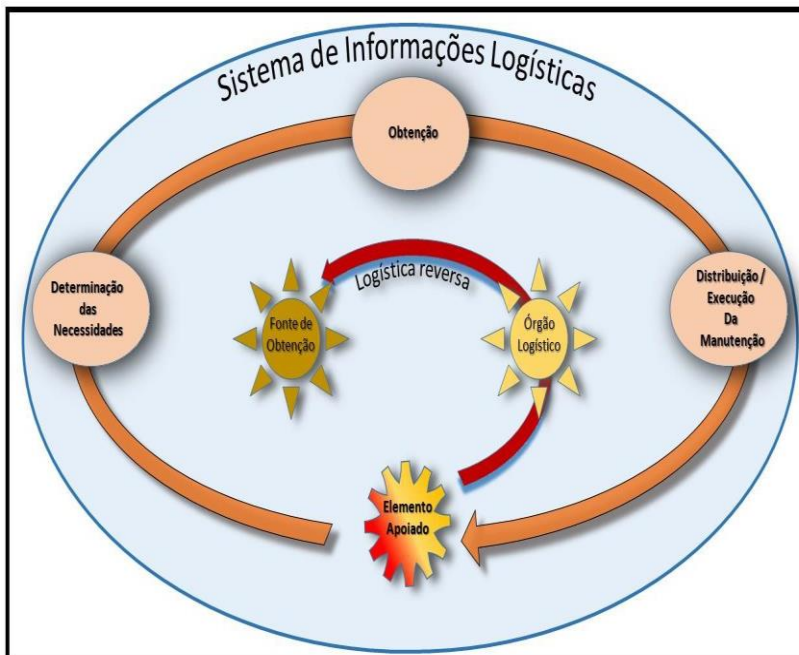 Sistema de Informações Logísticas
Obtenção
Determinação
das
Necessidades
Distribuição /
Execução
Da
Manutenção
Logística reversa
Fonte de
Obtenção
Órgão
Logístico
Elemento
Apoiado